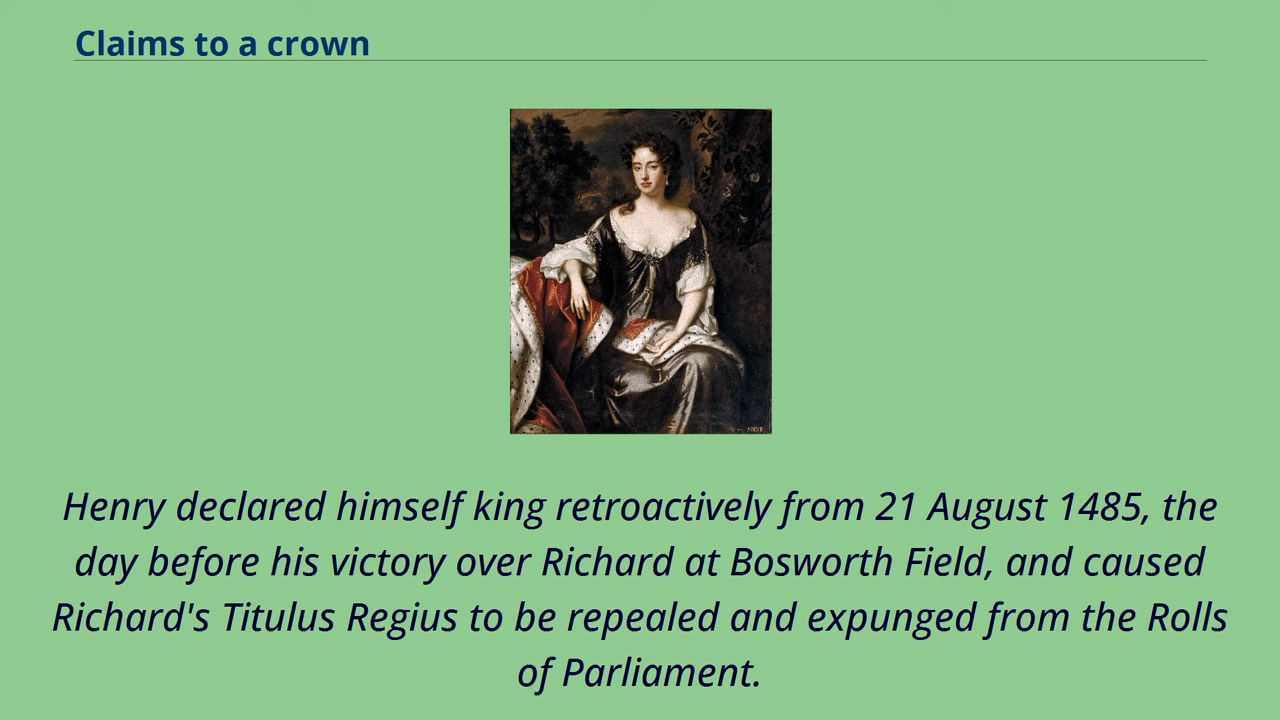 Claims to a crown
Henry declared himself king retroactively from 21 August 1485, the
day before his victory over Richard at Bosworth Field, and caused
Richard's Titulus Regius to be repealed and expunged from the Rolls
of Parliament.